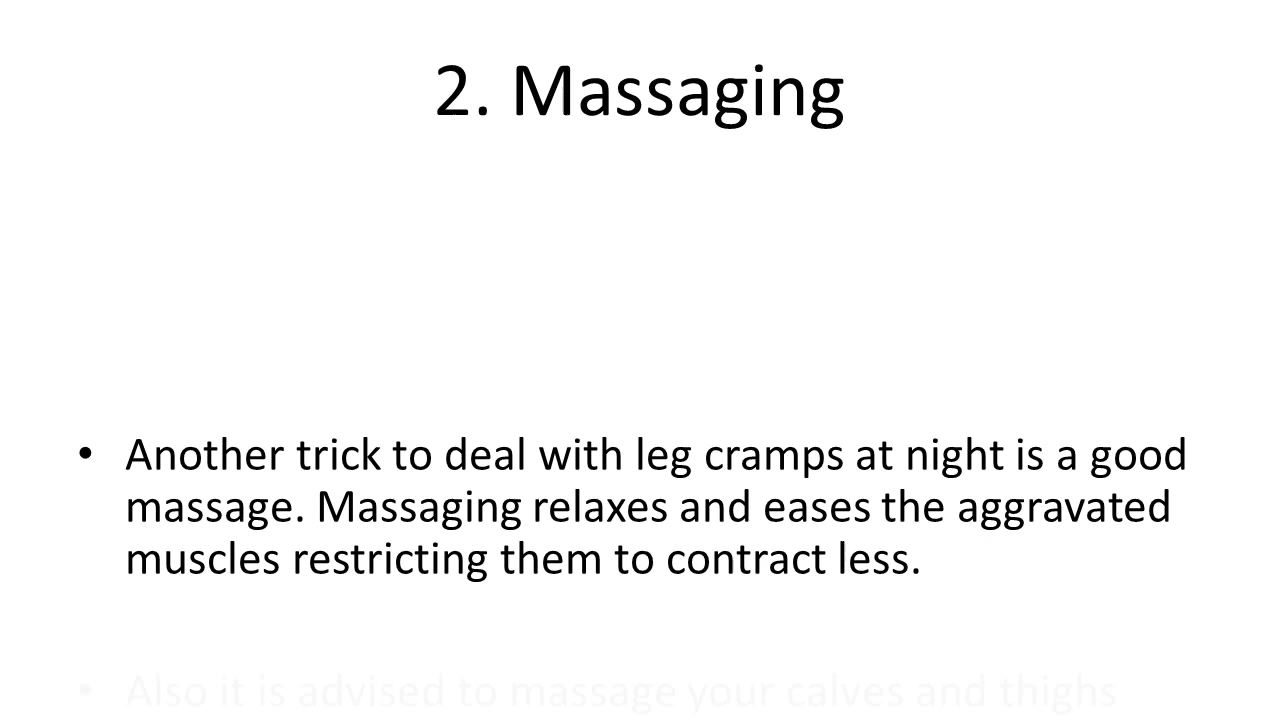 2. Massaging
• Another trick to deal with leg cramps at night is a good
massage. Massaging relaxes and eases the aggravated
muscles restricting them to contract less.
• Also it is advised to massage your calves and thighs